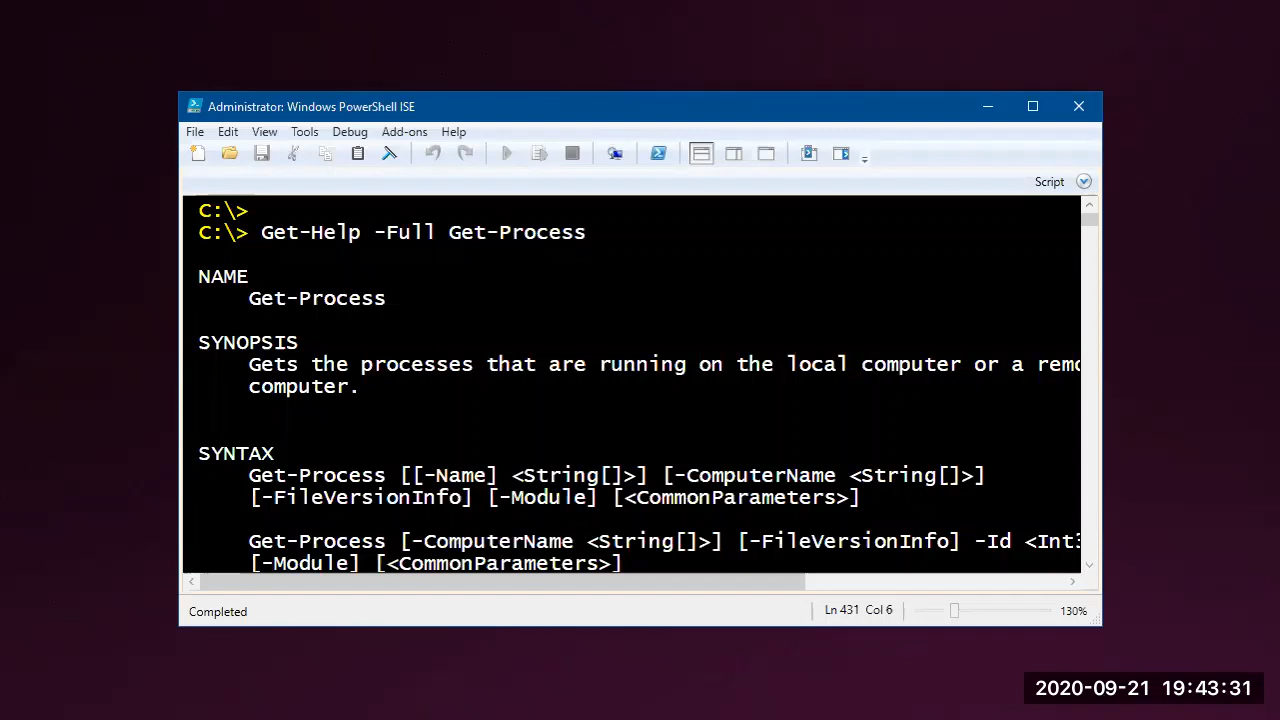 Administrator: Windows PowerShell ISE
File Edit View Tools Debug Add-ons Help
Script
C:\>
C:\> Get-Help -Full Get-Process
NAME
Get-Process
SYNOPSIS
Gets the processes that are running on the local computer or a remo
computer.
SYNTAX
Get-Process [[-Name] <String[]>] [-ComputerName <String[]>]
[-FileVersionInfo] [-Module] [<CommonParameters>]
Get-Process [-ComputerName <String[]>] [-FileVersionInfo] -Id <Int3
[-Module] [<CommonParameters>]
Completed
Ln 431 Col 6
130%
2020-09-21 19:43:31